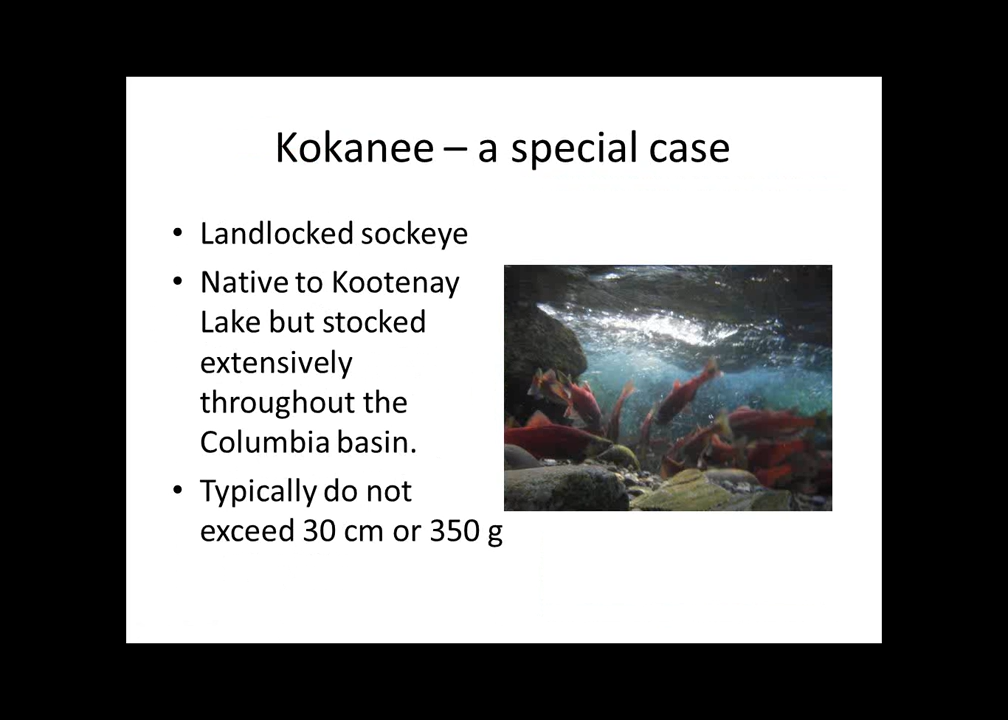 Kokanee – a special case
• Landlocked sockeye
• Native to Kootenay
Lake but stocked
extensively
throughout the
Columbia basin.
• Typically do not
exceed 30 cm or 350 g